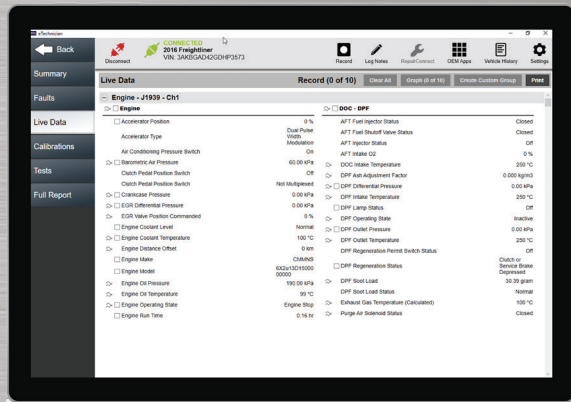 eTechnician
Back
Disconnect
CONNECTED
2016 Freightliner
VIN: 3AKBGAD42GDHP3573
Record
Log Notes
Repair-Connect
OEM Apps
Vehicle History
Settings
Summary
Faults
Live Data
Calibrations
Tests
Full Report
Live Data
Record (0 of 10)
Clear All
Graph (0 of 10)
Create Custom Group
Print
Engine - J1939 - Ch1
Engine
Accelerator Position 0 %
Accelerator Type Dual Pulse
Width
Modulation
Air Conditioning Pressure Switch On
Barometric Air Pressure 60.00 kPa
Clutch Pedal Position Switch Off
Clutch Pedal Position Switch Not Multiplexed
Crankcase Pressure 0.00 kPa
EGR Differential Pressure 0.00 kPa
EGR Valve Position Commanded 0 %
Engine Coolant Level Normal
Engine Coolant Temperature 100 °C
Engine Distance Offset 0 km
Engine Make CMMNS
Engine Model 6X2u13D15000
00000
Engine Oil Pressure 190.00 kPa
Engine Oil Temperature 99 °C
Engine Operating State Engine Stop
Engine Run Time 0.16 hr
DOC - DPF
AFT Fuel Injector Status Closed
AFT Fuel Shutoff Valve Status Closed
AFT Injector Status Off
AFT Intake O2 0 %
DOC Intake Temperature 250 °C
DPF Ash Adjustment Factor 0.000 kg/m3
DPF Differential Pressure 0.00 kPa
DPF Intake Temperature 250 °C
DPF Lamp Status Off
DPF Operating State Inactive
DPF Outlet Pressure 0.00 kPa
DPF Outlet Temperature 250 °C
DPF Regeneration Permit Switch Status Off
DPF Regeneration Status Clutch or
Service Brake
Depressed
DPF Soot Load 30.39 gram
DPF Soot Load Status Normal
Exhaust Gas Temperature (Calculated) 100 °C
Purge Air Solenoid Status Closed